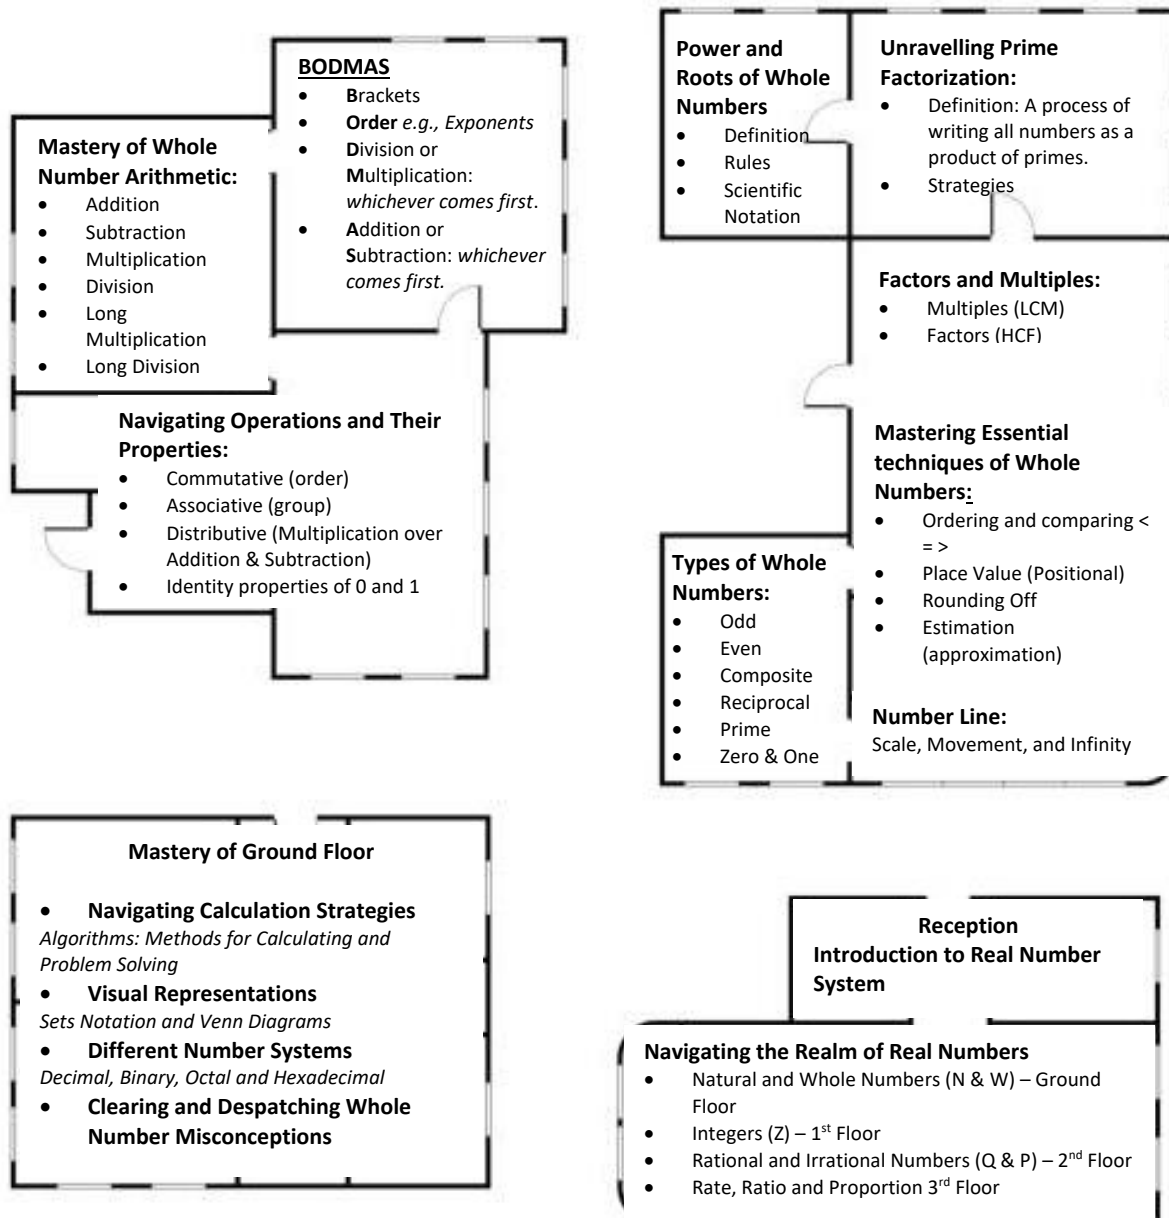 BODMAS
• Brackets
• Order e.g., Exponents
• Division or
Multiplication:
whichever comes first.
• Addition or
Subtraction: whichever
comes first.
Mastery of Whole
Number Arithmetic:
• Addition
• Subtraction
• Multiplication
• Division
• Long
Multiplication
• Long Division
Navigating Operations and Their
Properties:
• Commutative (order)
• Associative (group)
• Distributive (Multiplication over
Addition & Subtraction)
• Identity properties of 0 and 1
Power and
Roots of Whole
Numbers
• Definition
• Rules
• Scientific
Notation
Unravelling Prime
Factorization:
• Definition: A process of
writing all numbers as a
product of primes.
• Strategies
Factors and Multiples:
• Multiples (LCM)
• Factors (HCF)
Mastering Essential
techniques of Whole
Numbers:
• Ordering and comparing <
= >
• Place Value (Positional)
• Rounding Off
• Estimation
(approximation)
Types of Whole
Numbers:
• Odd
• Even
• Composite
• Reciprocal
• Prime
• Zero & One
Number Line:
Scale, Movement, and Infinity
Mastery of Ground Floor
• Navigating Calculation Strategies
Algorithms: Methods for Calculating and
Problem Solving
• Visual Representations
Sets Notation and Venn Diagrams
• Different Number Systems
Decimal, Binary, Octal and Hexadecimal
• Clearing and Despatching Whole
Number Misconceptions
Reception
Introduction to Real Number
System
Navigating the Realm of Real Numbers
• Natural and Whole Numbers (N & W) – Ground
Floor
• Integers (Z) – 1st Floor
• Rational and Irrational Numbers (Q & P) – 2nd Floor
• Rate, Ratio and Proportion 3rd Floor